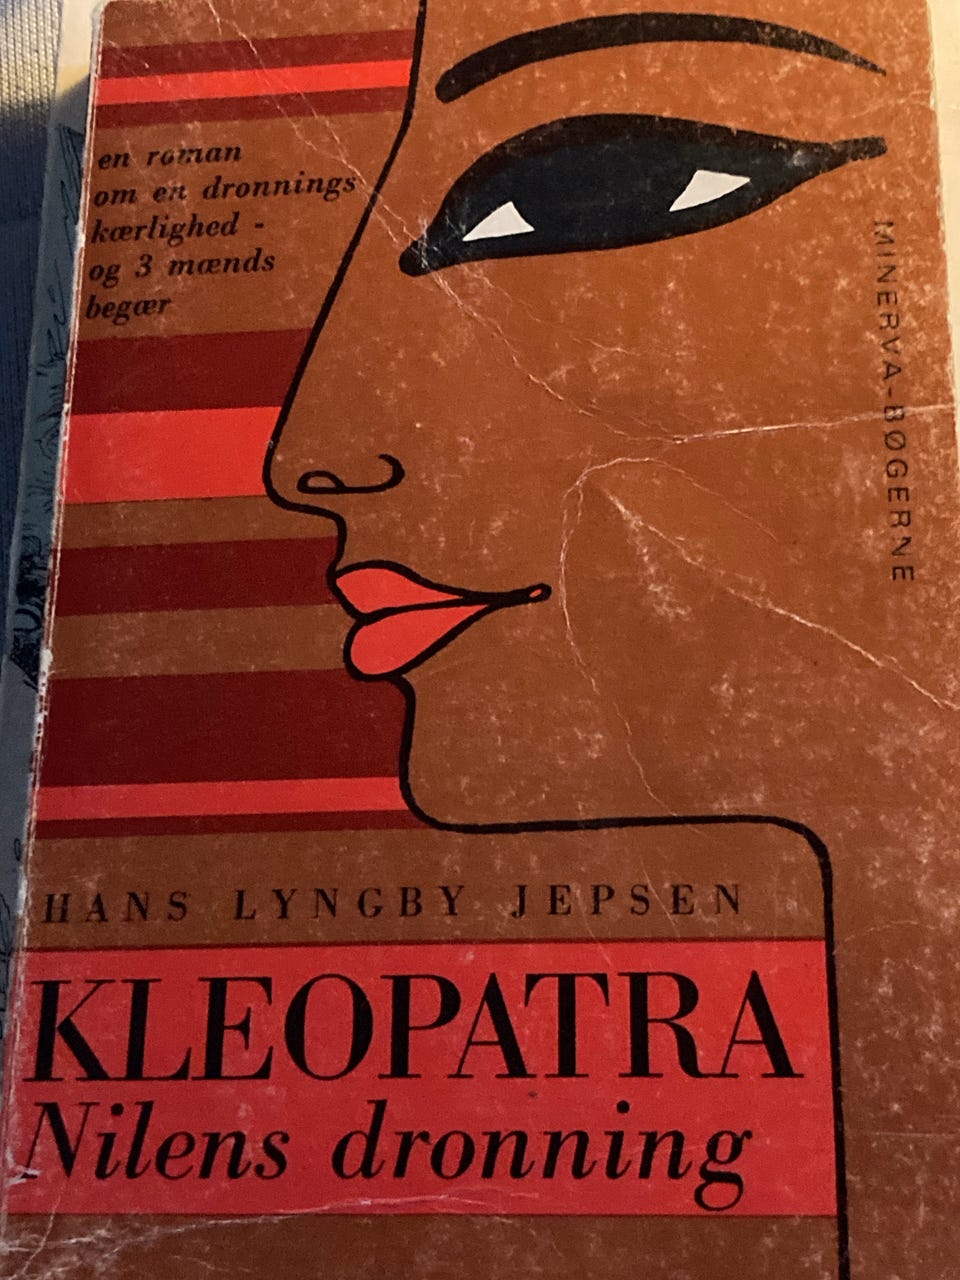 en roman
om en dronnings
kærlighed -
og 3 mænds
begær
MINERVA-BØGERNE
HANS LYNGBY JEPSEN
KLEOPATRA
Nilens dronning